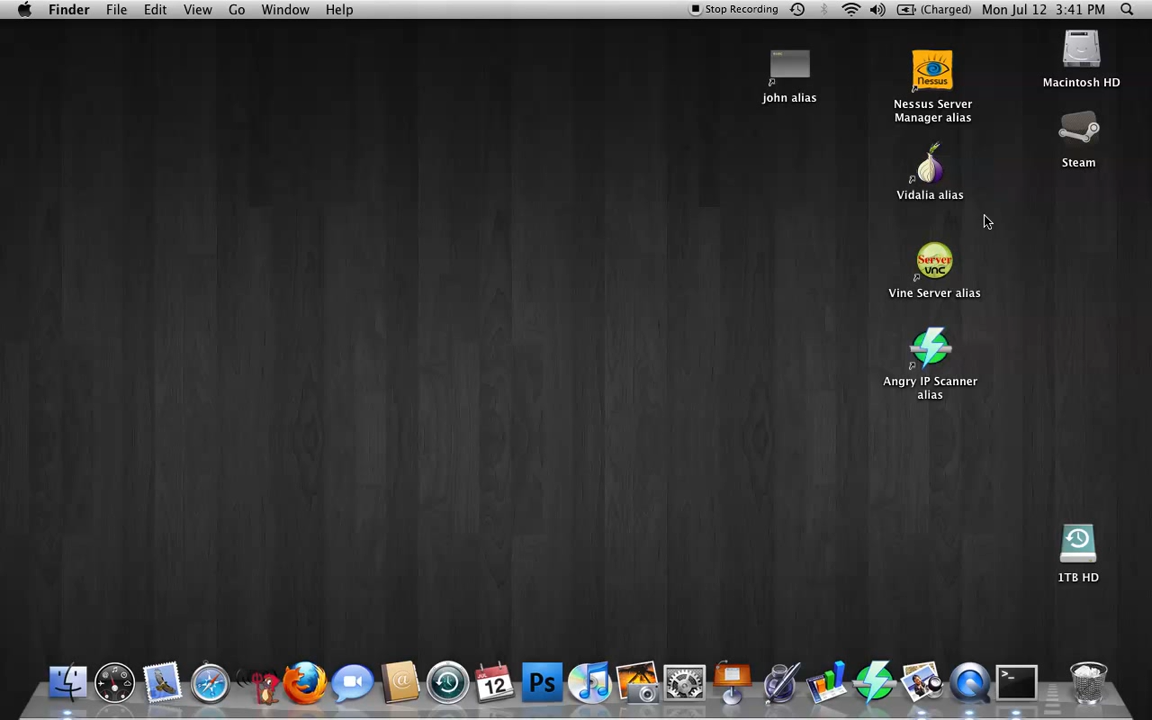 Finder File Edit View Go Window Help Stop Recording (Charged) Mon Jul 12 3:41 PM
john alias
Nessus
Nessus Server
Manager alias
Macintosh HD
Steam
Vidalia alias
Server
vnc
Vine Server alias
Angry IP Scanner
alias
1TB HD
@
12
Ps
>_